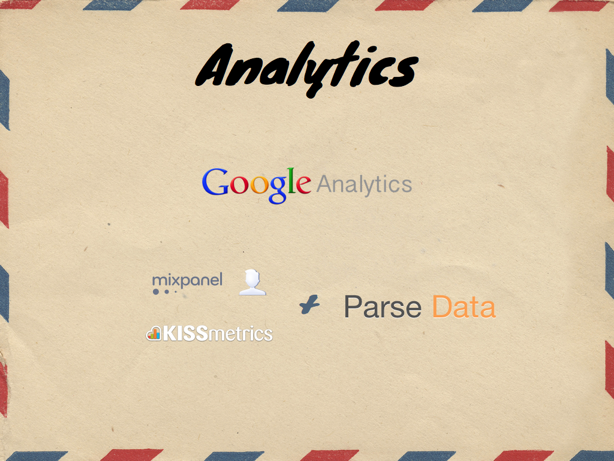 Analytics
Google Analytics
mixpanel
KISSmetrics
+ Parse Data